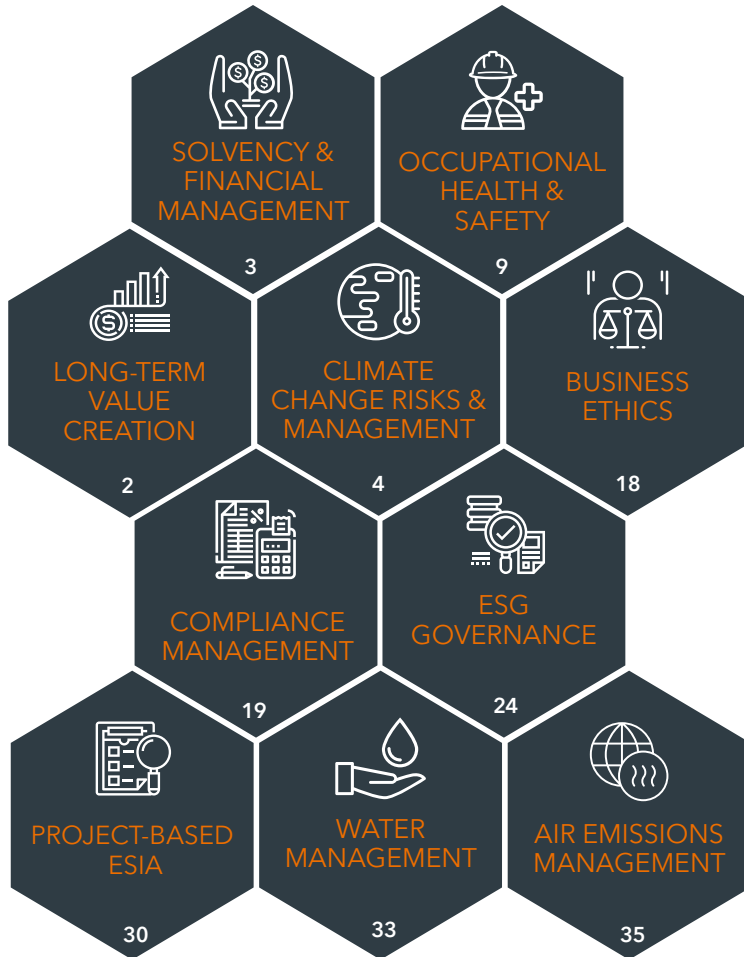 SOLVENCY &
FINANCIAL
MANAGEMENT
3
OCCUPATIONAL
HEALTH &
SAFETY
9
LONG-TERM
VALUE
CREATION
2
CLIMATE
CHANGE RISKS &
MANAGEMENT
4
BUSINESS
ETHICS
18
COMPLIANCE
MANAGEMENT
19
ESG
GOVERNANCE
24
PROJECT-BASED
ESIA
30
WATER
MANAGEMENT
33
AIR EMISSIONS
MANAGEMENT
35